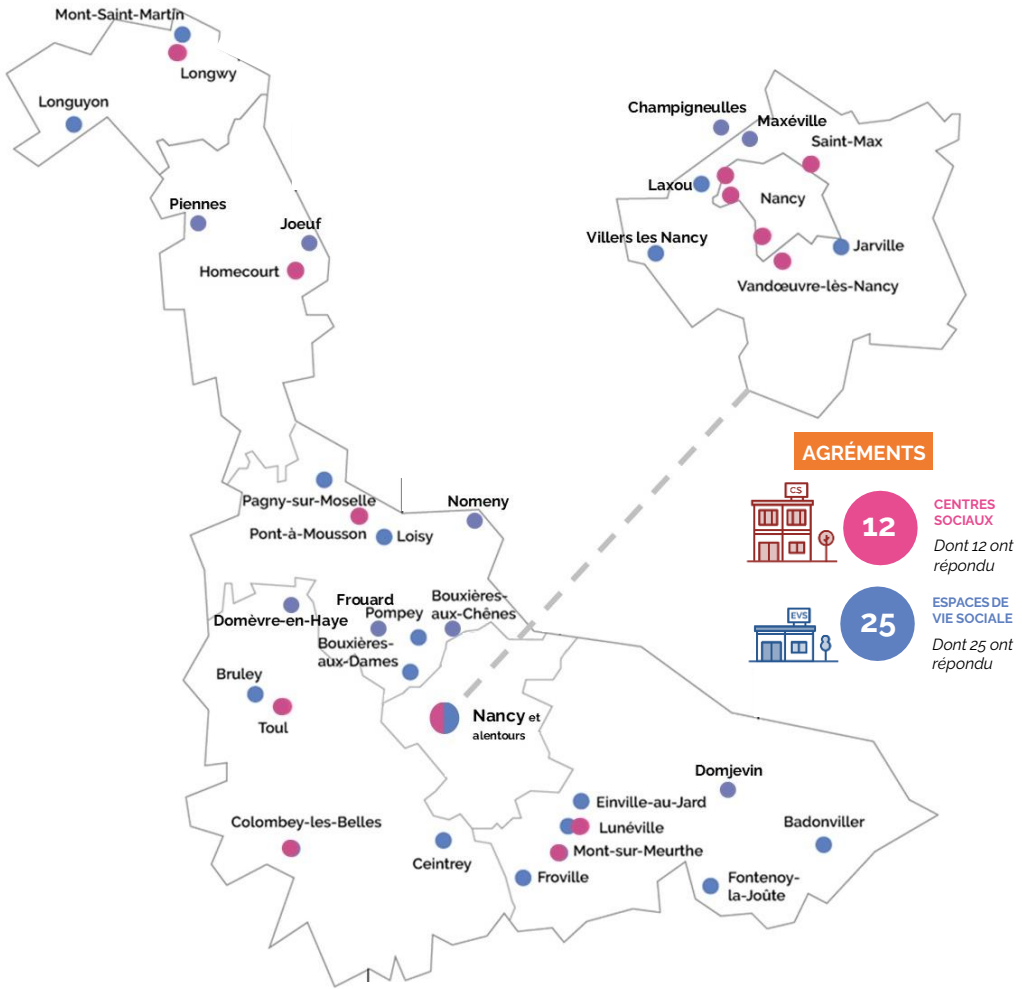 Mont-Saint-Martin
Longwy
Longuyon
Piennes
Joeuf
Homecourt
Champigneulles
Maxéville
Saint-Max
Laxou
Nancy
Villers les Nancy
Jarville
Vandœuvre-lès-Nancy
AGRÉMENTS
CS
12
CENTRES
SOCIAUX
Dont 12 ont
répondu
EVS
25
ESPACES DE
VIE SOCIALE
Dont 25 ont
répondu
Pagny-sur-Moselle
Nomeny
Pont-à-Mousson
Loisy
Domèvre-en-Haye
Frouard
Pompey
Bouxières-
aux-Chênes
Bouxières-
aux-Dames
Bruley
Toul
Nancy et
alentours
Domjevin
Einville-au-Jard
Colombey-les-Belles
Lunéville
Badonviller
Ceintrey
Mont-sur-Meurthe
Froville
Fontenoy-
la-Joûte